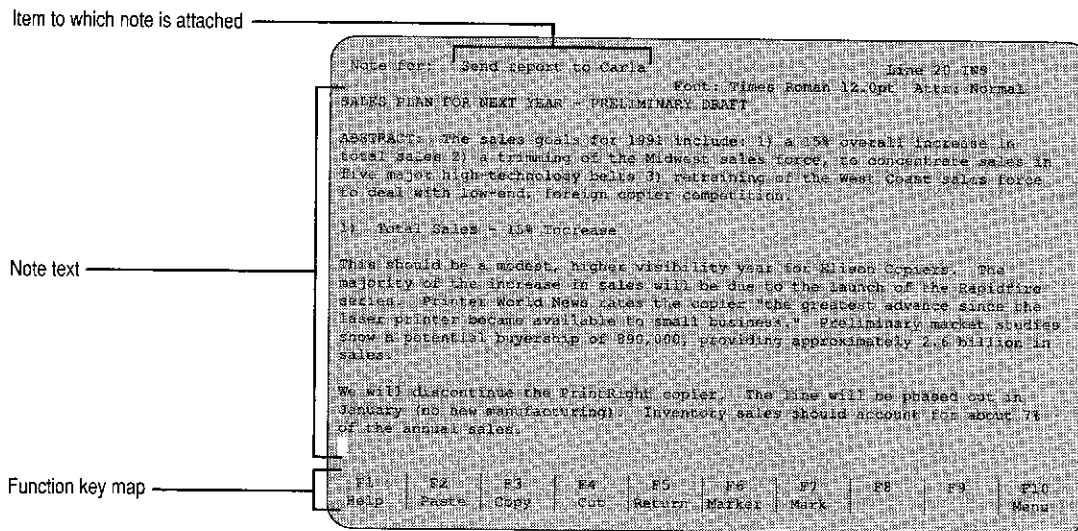 Item to which note is attached
Note for: Send report to Carla Line 20 INS
Font: Times Roman 12.0pt Attr: Normal
SALES PLAN FOR NEXT YEAR - PRELIMINARY DRAFT
ABSTRACT: The sales goals for 1991 include: 1) a 15% overall increase in
total sales 2) a trimming of the Midwest sales force, to concentrate sales in
five major high-technology belts 3) retraining of the West Coast sales force
to deal with low-end, foreign copier competition.
1) Total Sales - 15% Increase
Note text
This should be a modest, higher visibility year for Elison Copiers. The
majority of the increase in sales will be due to the launch of the Rapidfire
series. Printer World News rates the copier "the greatest advance since the
laser printer became available to small business." Preliminary market studies
show a potential buyership of 890,000, providing approximately 2.6 billion in
sales.
We will discontinue the PrintRight copier. The line will be phased out in
January (no new manufacturing). Inventory sales should account for about 7%
of the annual sales.
Function key map
F1 F2 F3 F4 F5 F6 F7 F8 F9 F10
Help Paste Copy Cut Return Marker Mark Menu